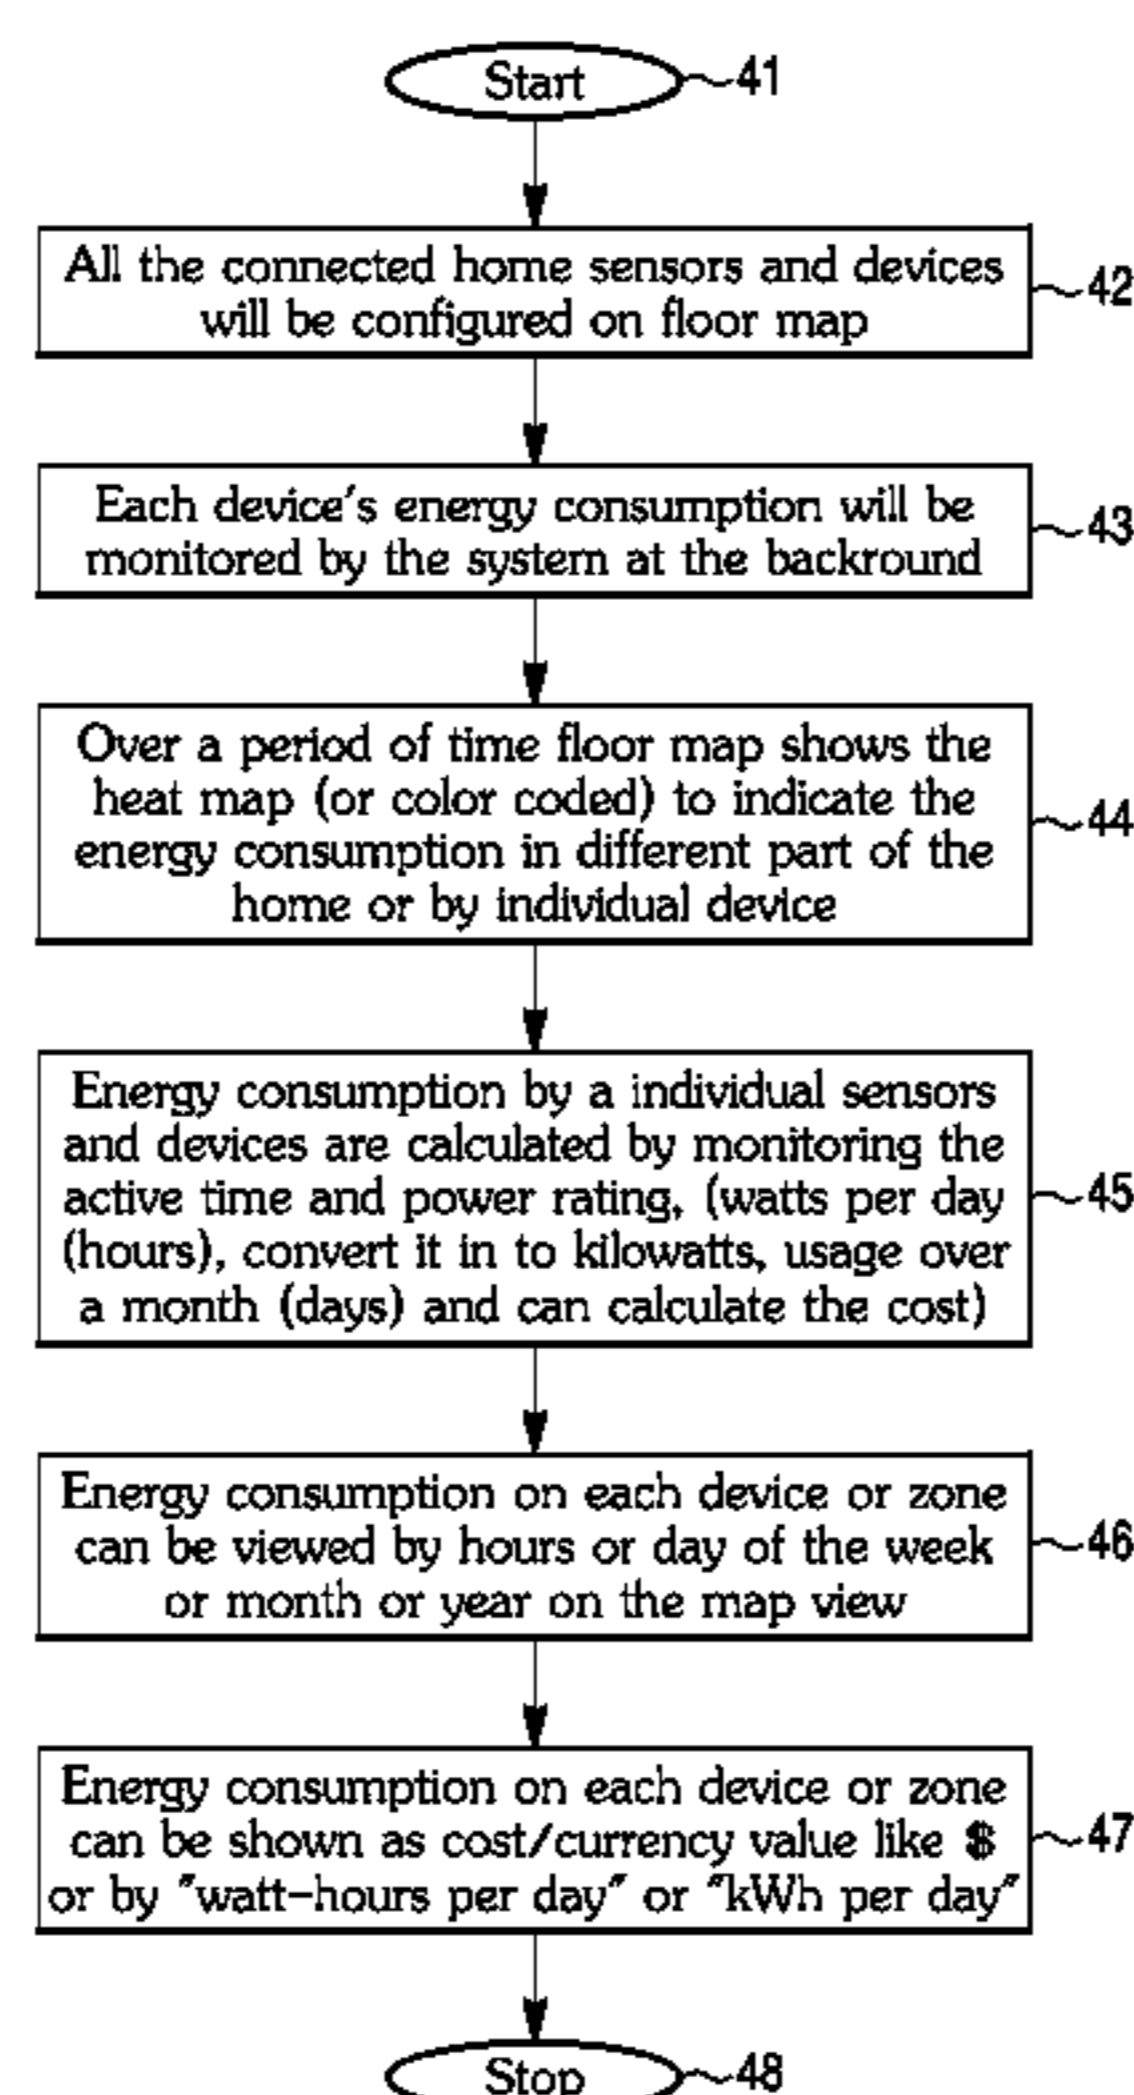 Start 41
All the connected home sensors and devices
will be configured on floor map
42
Each device's energy consumption will be
monitored by the system at the backround
43
Over a period of time floor map shows the
heat map (or color coded) to indicate the
energy consumption in different part of the
home or by individual device
44
Energy consumption by a individual sensors
and devices are calculated by monitoring the
active time and power rating, (watts per day
(hours), convert it in to kilowatts, usage over
a month (days) and can calculate the cost)
45
Energy consumption on each device or zone
can be viewed by hours or day of the week
or month or year on the map view
46
Energy consumption on each device or zone
can be shown as cost/currency value like $
or by "watt-hours per day" or "kWh per day"
47
Stop 48